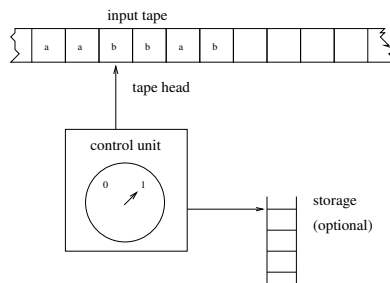 input tape
a a b b a b
tape head
control unit
0 1
storage
(optional)